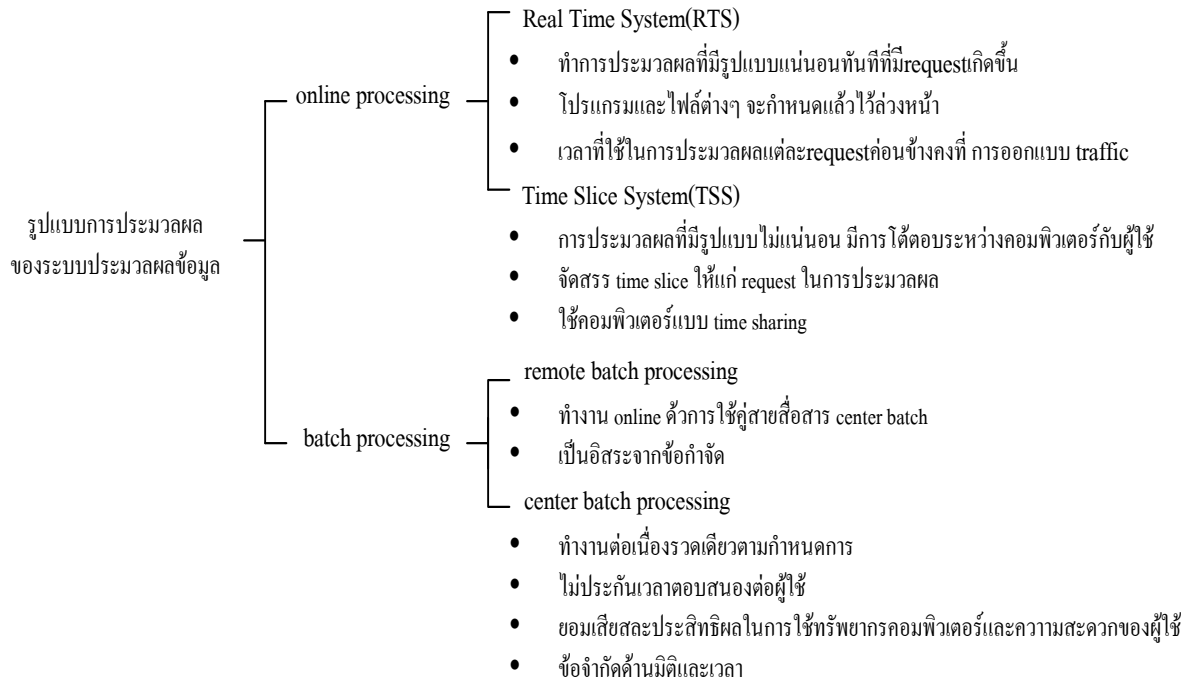 รูปแบบการประมวลผล
ของระบบประมวลผลข้อมูล
online processing
Real Time System(RTS)
• ทำการประมวลผลที่มีรูปแบบแน่นอนทันทีที่มีrequestเกิดขึ้น
• โปรแกรมและไฟล์ต่างๆ จะกำหนดแล้วไว้ล่วงหน้า
• เวลาที่ใช้ในการประมวลผลแต่ละrequestค่อนข้างคงที่ การออกแบบ traffic
Time Slice System(TSS)
• การประมวลผลที่มีรูปแบบไม่แน่นอน มีการโต้ตอบระหว่างคอมพิวเตอร์กับผู้ใช้
• จัดสรร time slice ให้แก่ request ในการประมวลผล
• ใช้คอมพิวเตอร์แบบ time sharing
batch processing
remote batch processing
• ทำงาน online ด้วการใช้คู่สายสื่อสาร center batch
• เป็นอิสระจากข้อกำจัด
center batch processing
• ทำงานต่อเนื่องรวดเดียวตามกำหนดการ
• ไม่ประกันเวลาตอบสนองต่อผู้ใช้
• ยอมเสียสละประสิทธิผลในการใช้ทรัพยากรคอมพิวเตอร์และความาสะดวกของผู้ใช้
• ข้อจำกัดด้านมิติและเวลา